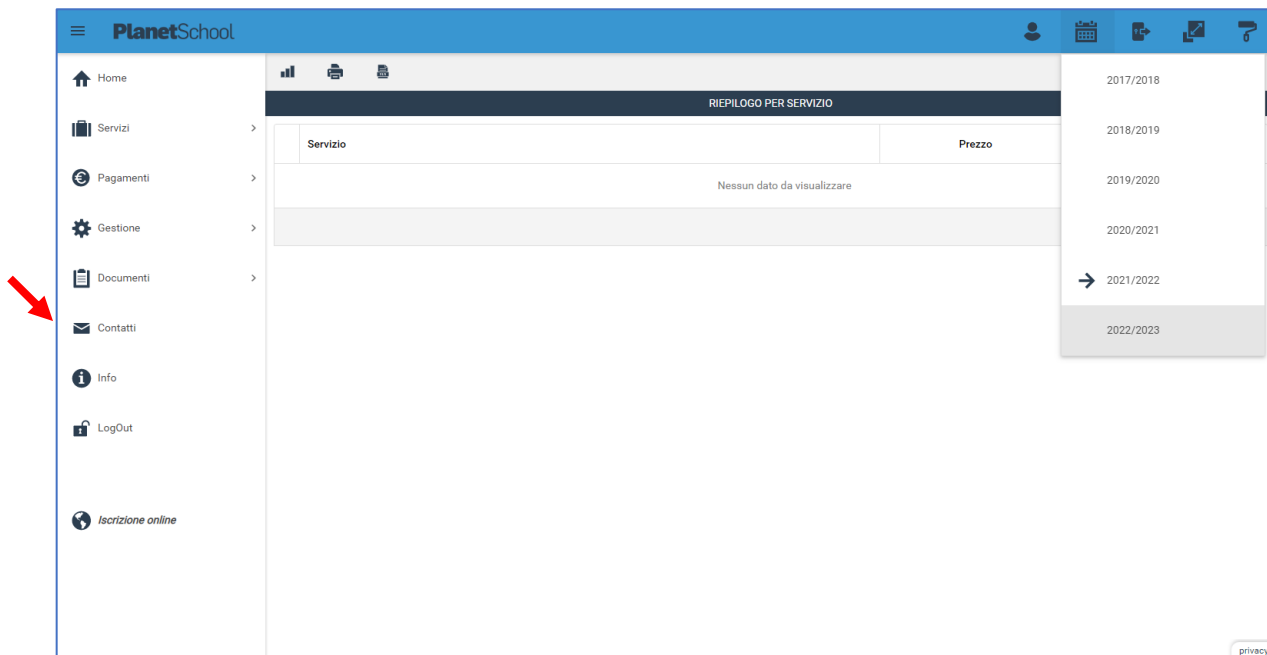 PlanetSchool
Home
Servizi
Pagamenti
Gestione
Documenti
Contatti
Info
LogOut
Iscrizione online
RIEPILOGO PER SERVIZIO
Servizio Prezzo
Nessun dato da visualizzare
2017/2018
2018/2019
2019/2020
2020/2021
2021/2022
2022/2023
privacy